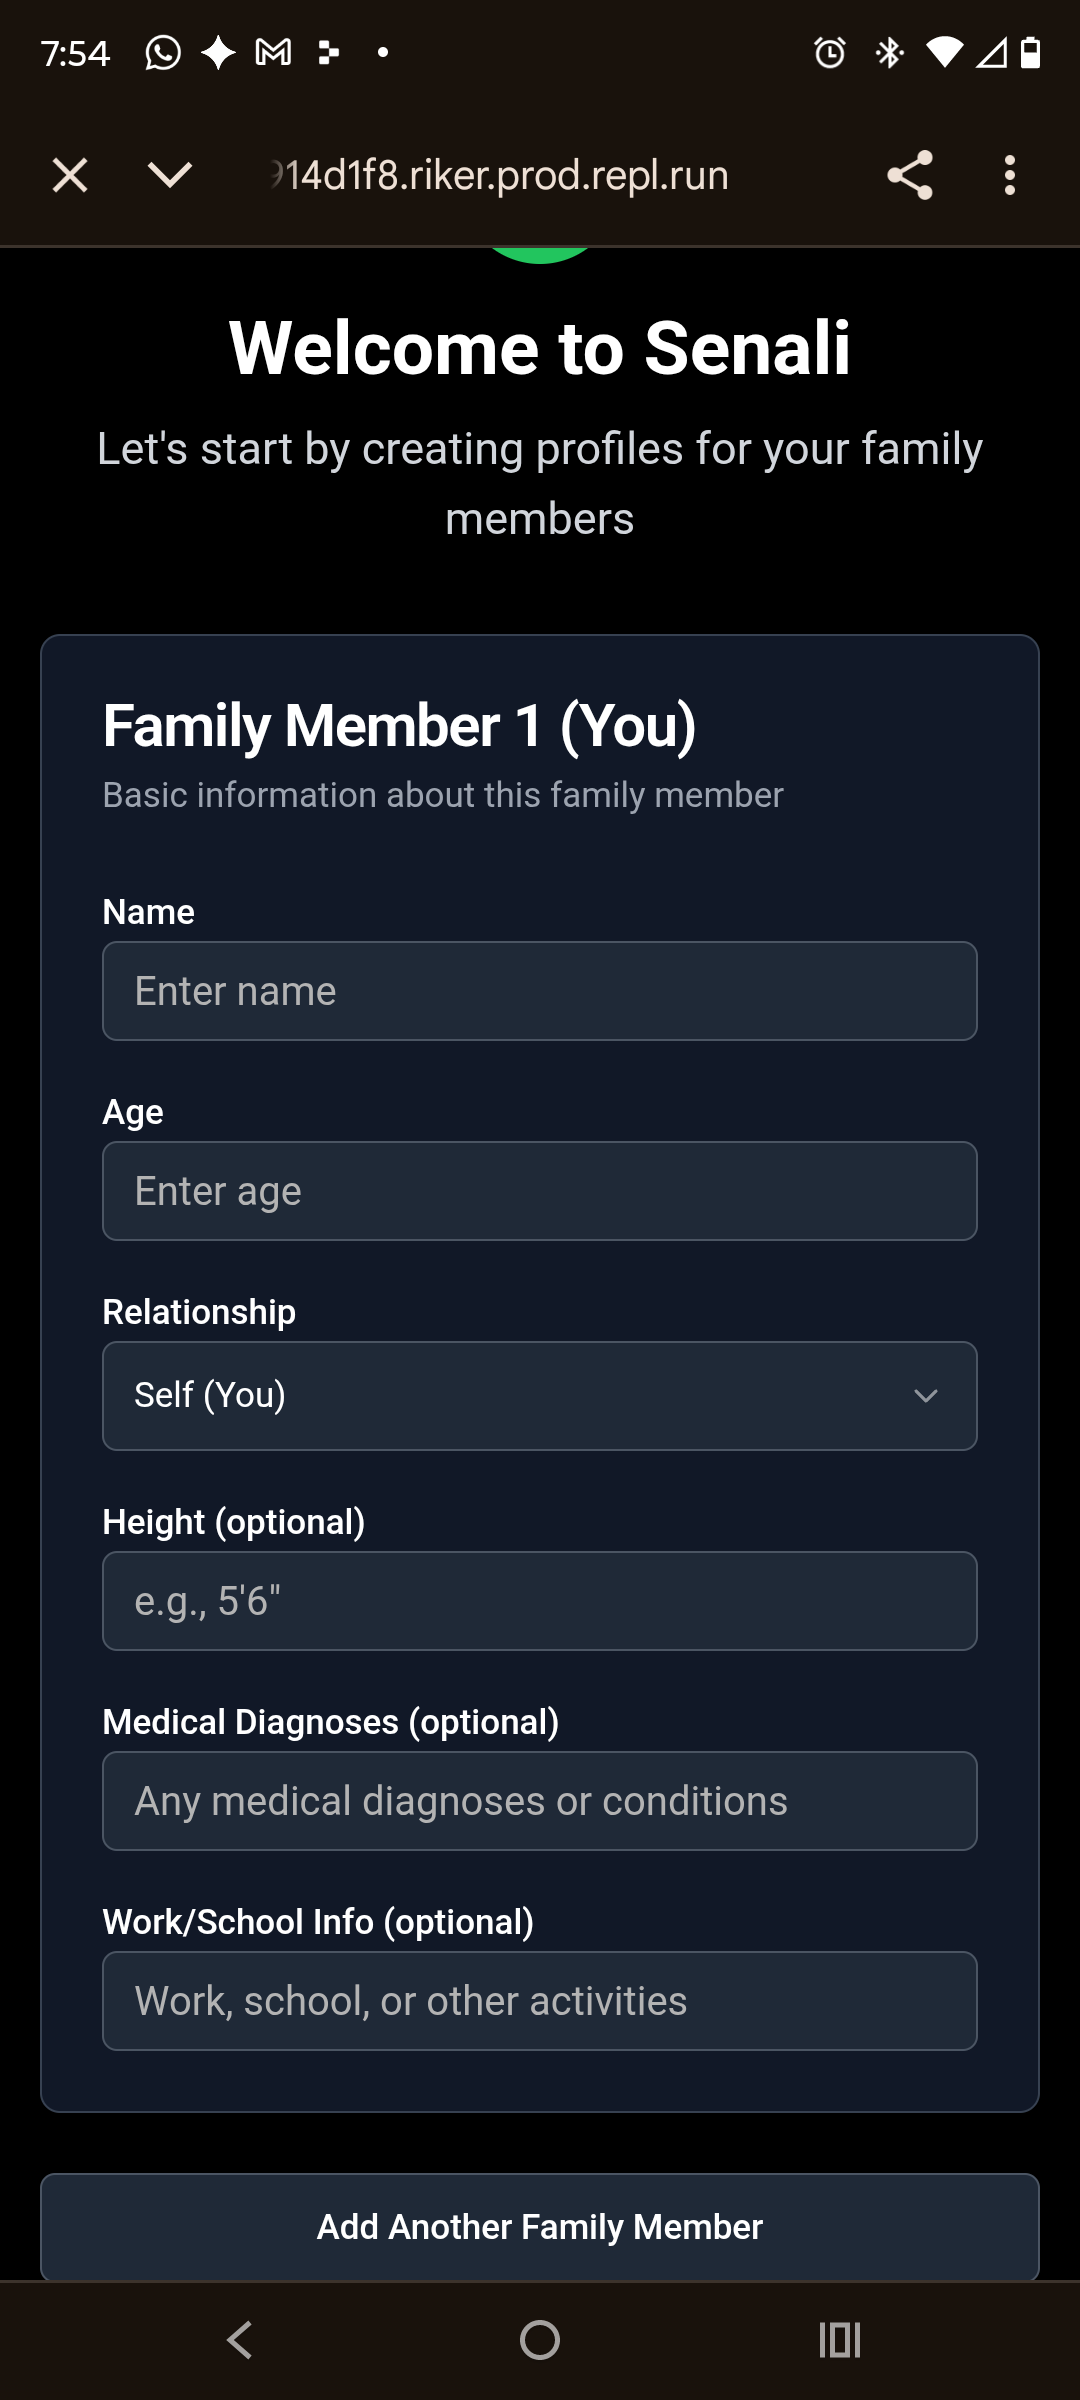 7:54
914d1f8.riker.prod.repl.run
Welcome to Senali
Let's start by creating profiles for your family
members
Family Member 1 (You)
Basic information about this family member
Name
Enter name
Age
Enter age
Relationship
Self (You)
Height (optional)
e.g., 5'6"
Medical Diagnoses (optional)
Any medical diagnoses or conditions
Work/School Info (optional)
Work, school, or other activities
Add Another Family Member